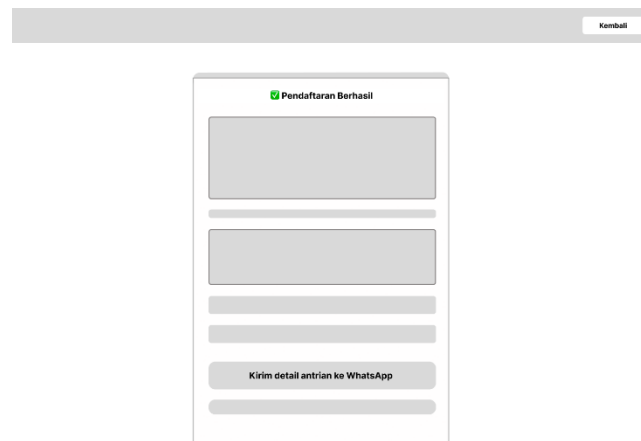 Kembali
✅ Pendaftaran Berhasil
Kirim detail antrian ke WhatsApp